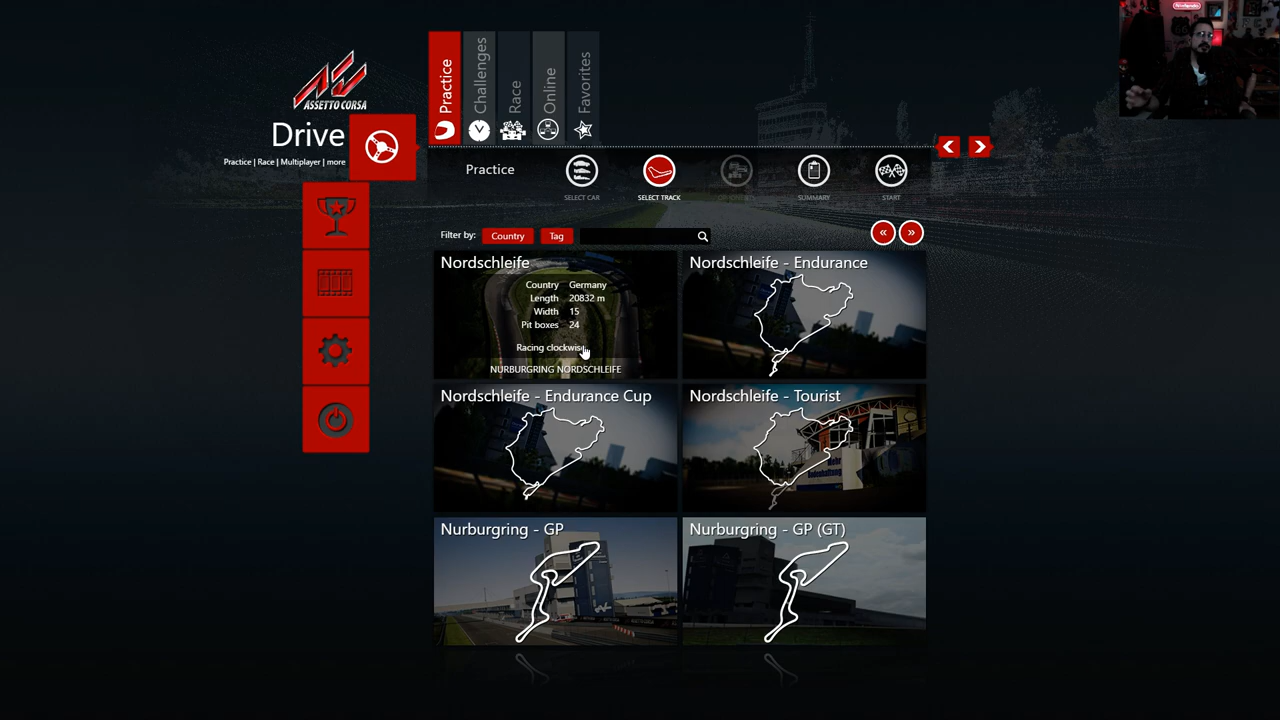 Practice
Challenges
Race
Online
Favorites
ASSETTO CORSA
Drive
Practice | Race | Multiplayer | more
Practice
SELECT CAR
SELECT TRACK
SUMMARY
START
Filter by:
Country
Tag
Nordschleife
Country Germany
Length 20832 m
Width 15
Pit boxes 24
Racing clockwise
NURBURGRING NORDSCHLEIFE
Nordschleife - Endurance
Nordschleife - Endurance Cup
Nordschleife - Tourist
Nurburgring - GP
Nurburgring - GP (GT)